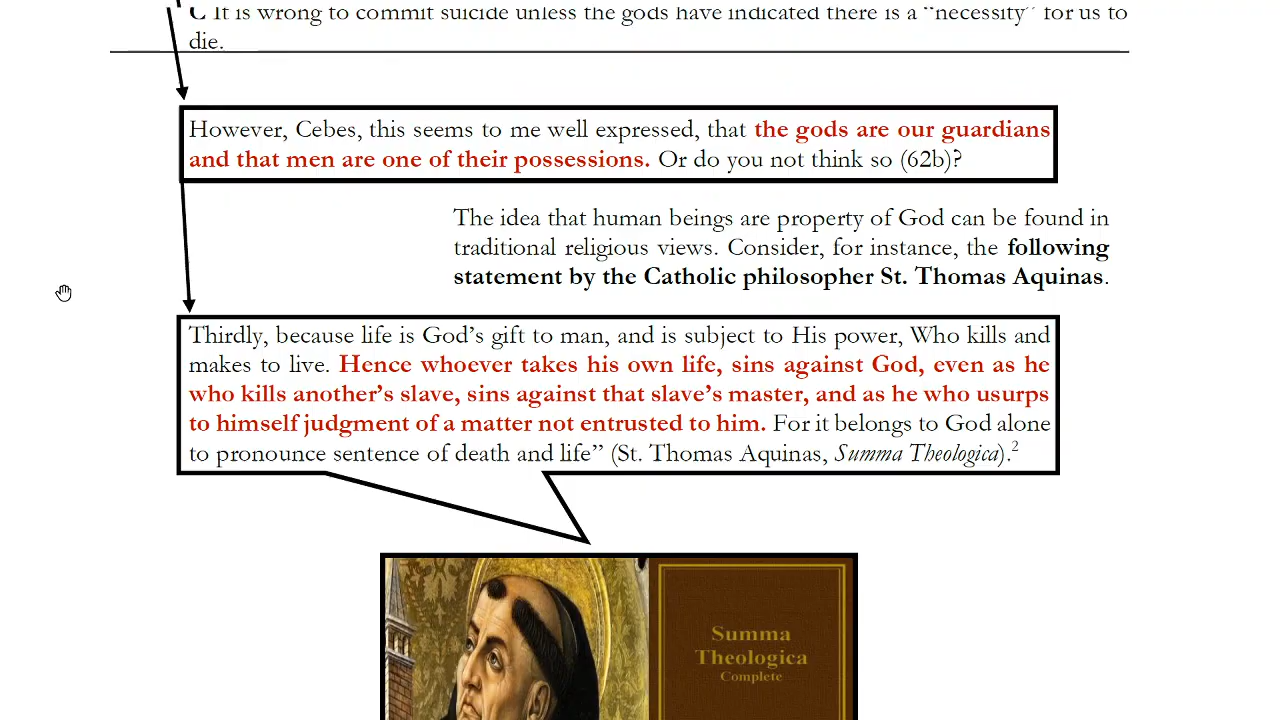 C It is wrong to commit suicide unless the gods have indicated there is a “necessity” for us to
die.
However, Cebes, this seems to me well expressed, that the gods are our guardians
and that men are one of their possessions. Or do you not think so (62b)?
The idea that human beings are property of God can be found in
traditional religious views. Consider, for instance, the following
statement by the Catholic philosopher St. Thomas Aquinas.
Thirdly, because life is God’s gift to man, and is subject to His power, Who kills and
makes to live. Hence whoever takes his own life, sins against God, even as he
who kills another’s slave, sins against that slave’s master, and as he who usurps
to himself judgment of a matter not entrusted to him. For it belongs to God alone
to pronounce sentence of death and life” (St. Thomas Aquinas, Summa Theologica).2
Summa
Theologica
Complete